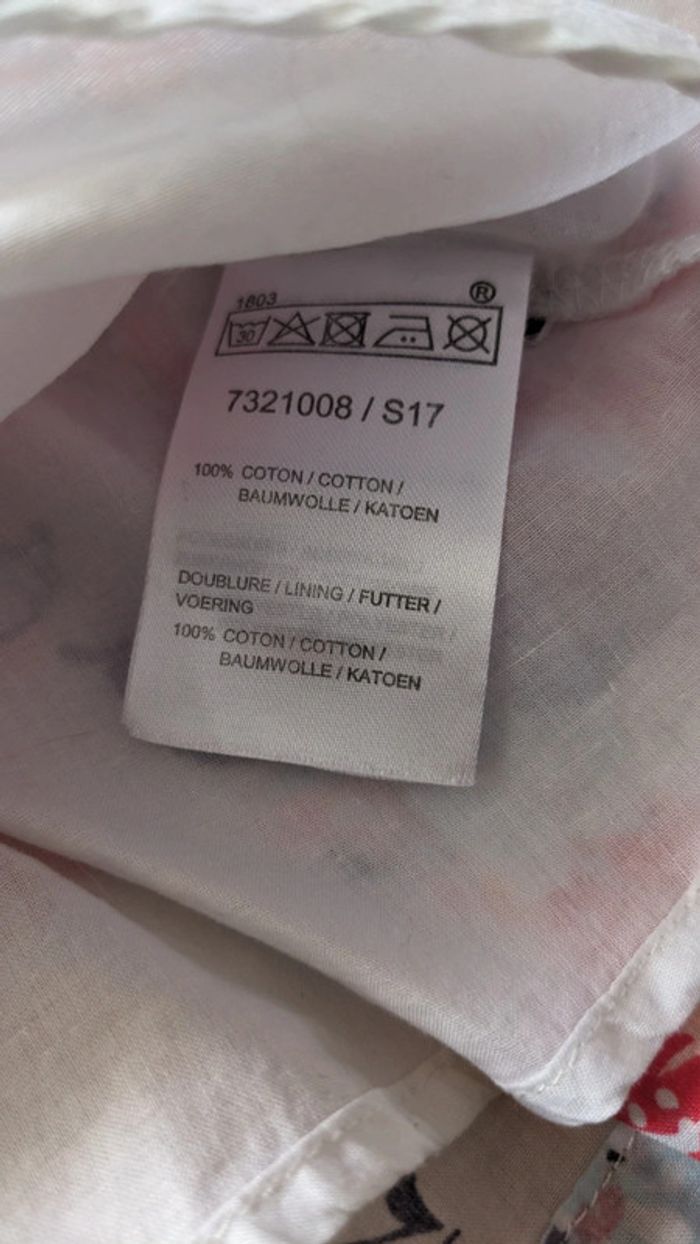 1803 ®
30
7321008 / S17
100% COTON / COTTON /
BAUMWOLLE / KATOEN
DOUBLURE / LINING / FUTTER /
VOERING
100% COTON / COTTON /
BAUMWOLLE / KATOEN